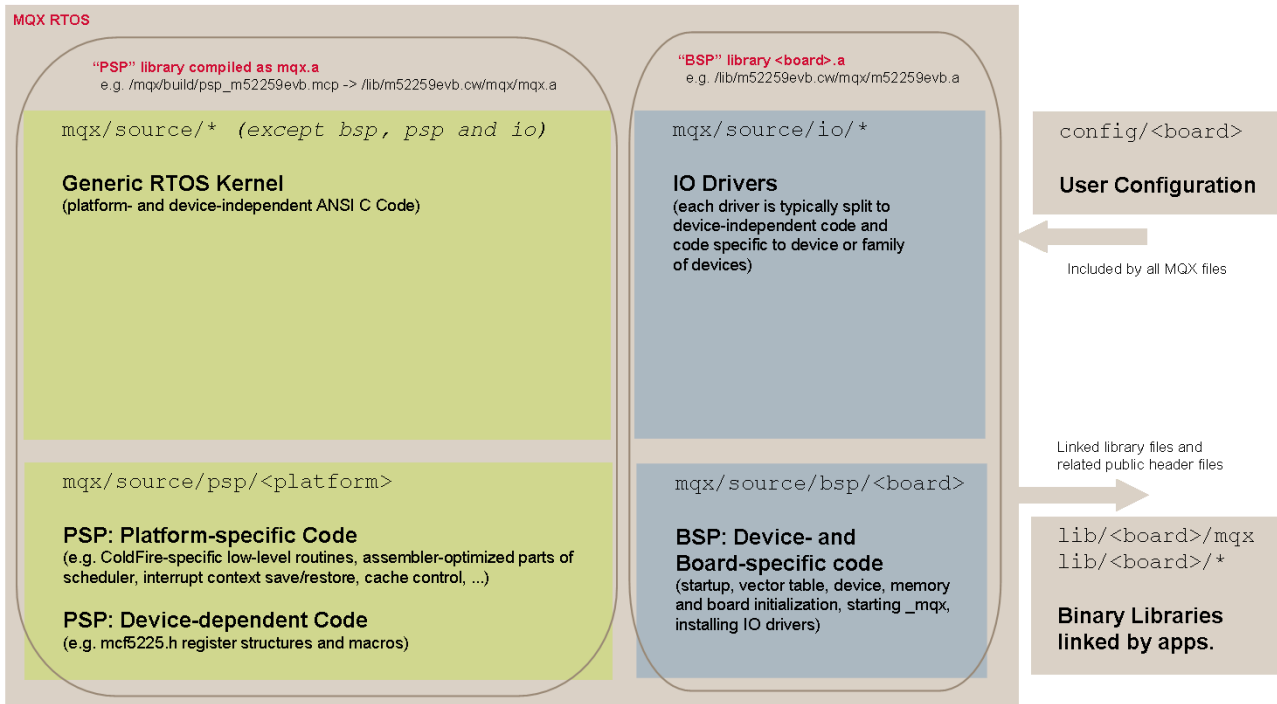 MQX RTOS
“PSP” library compiled as mqx.a
e.g. /mqx/build/psp_m52259evb.mcp -> /lib/m52259evb.cw/mqx/mqx.a
mqx/source/* (except bsp, psp and io)
Generic RTOS Kernel
(platform- and device-independent ANSI C Code)
mqx/source/psp/<platform>
PSP: Platform-specific Code
(e.g. ColdFire-specific low-level routines, assembler-optimized parts of
scheduler, interrupt context save/restore, cache control, ...)
PSP: Device-dependent Code
(e.g. mcf5225.h register structures and macros)
“BSP” library <board>.a
e.g. /lib/m52259evb.cw/mqx/m52259evb.a
mqx/source/io/*
IO Drivers
(each driver is typically split to
device-independent code and
code specific to device or family
of devices)
mqx/source/bsp/<board>
BSP: Device- and
Board-specific code
(startup, vector table, device, memory
and board initialization, starting _mqx,
installing IO drivers)
config/<board>
User Configuration
Included by all MQX files
Linked library files and
related public header files
lib/<board>/mqx
lib/<board>/*
Binary Libraries
linked by apps.